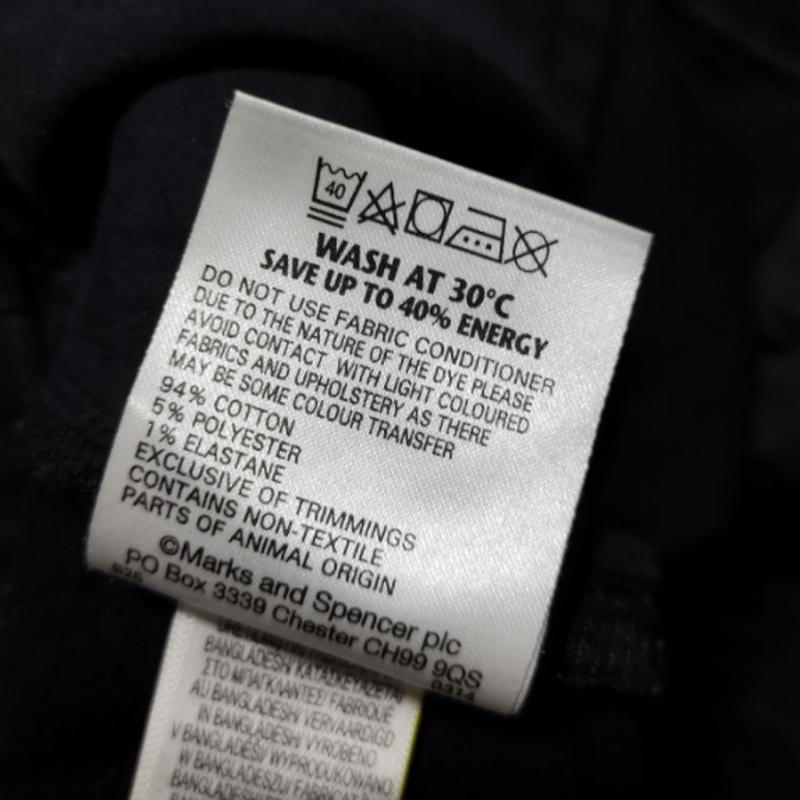 40
WASH AT 30°C
SAVE UP TO 40% ENERGY
DO NOT USE FABRIC CONDITIONER
DUE TO THE NATURE OF THE DYE PLEASE
AVOID CONTACT WITH LIGHT COLOURED
FABRICS AND UPHOLSTERY AS THERE
MAY BE SOME COLOUR TRANSFER
94% COTTON
5% POLYESTER
1% ELASTANE
EXCLUSIVE OF TRIMMINGS
CONTAINS NON-TEXTILE
PARTS OF ANIMAL ORIGIN
©Marks and Spencer plc
PO Box 3339 Chester CH99 9QS
0314
BANGLADESH/ ΚΑΤΑΣΚΕΥΑΖΕΤΑΙ
ΣΤΟ ΜΠΑΓΚΛΑΝΤΕΣ/ FABRIQUÉ
AU BANGLADESH/ VERVAARDIGD
IN BANGLADESH/ VYROBENO
V BANGLADÉŠI/ WYPRODUKOWANO
W BANGLADESZU/